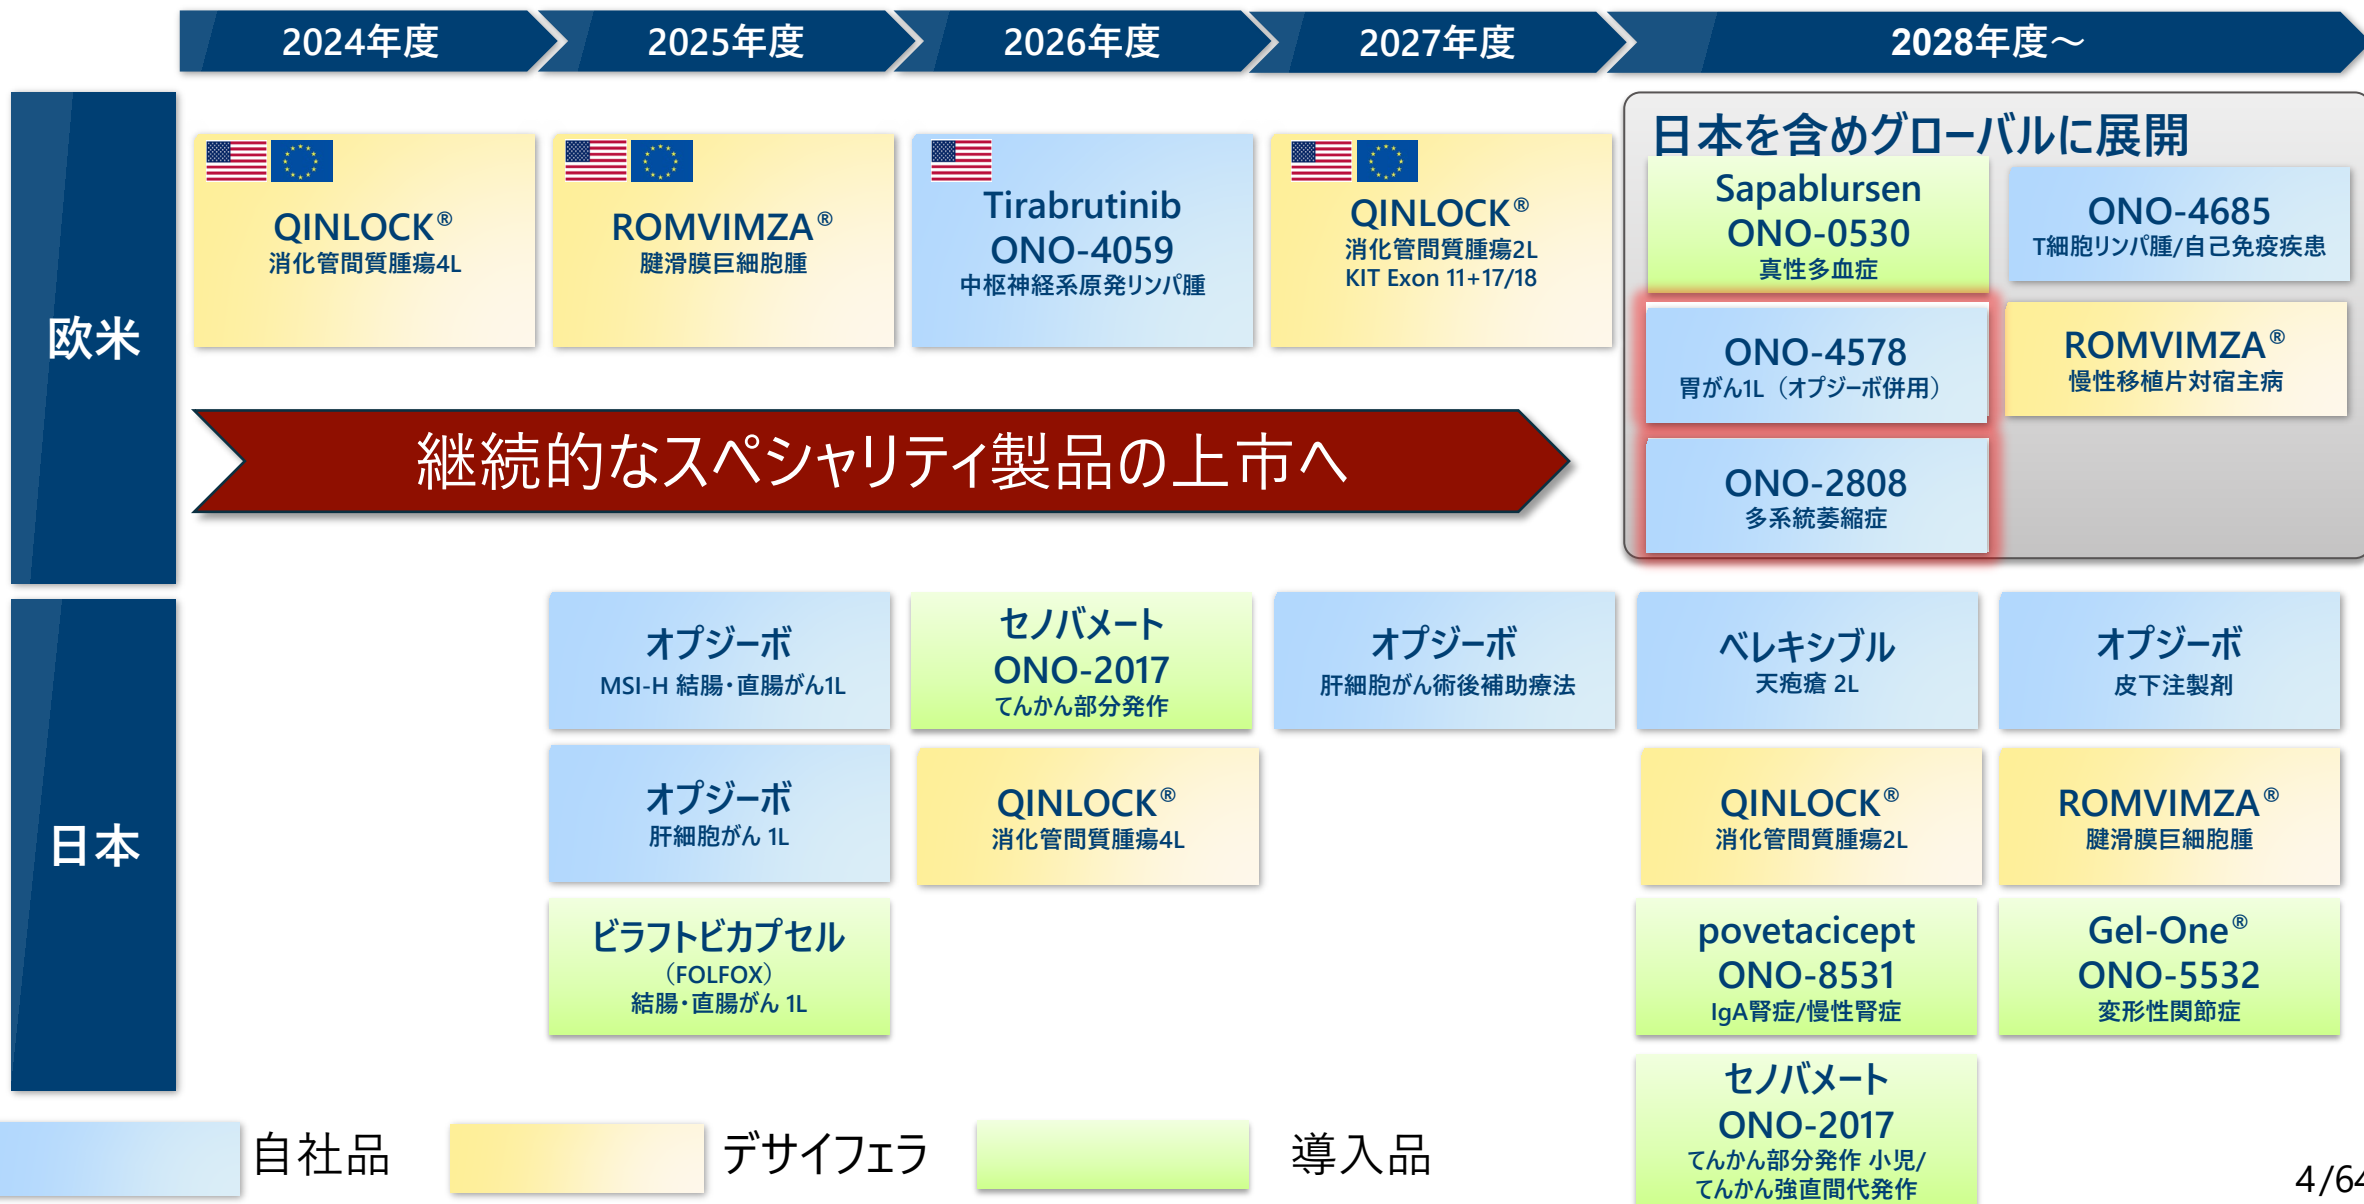 2024年度
2025年度
2026年度
2027年度
2028年度～
欧米
QINLOCK®
消化管間質腫瘍4L
ROMVIMZA®
腱滑膜巨細胞腫
Tirabrutinib
ONO-4059
中枢神経系原発リンパ腫
QINLOCK®
消化管間質腫瘍2L
KIT Exon 11+17/18
日本を含めグローバルに展開
Sapablursen
ONO-0530
真性多血症
ONO-4685
T細胞リンパ腫/自己免疫疾患
ONO-4578
胃がん1L（オプジーボ併用）
ROMVIMZA®
慢性移植片対宿主病
ONO-2808
多系統萎縮症
継続的なスペシャリティ製品の上市へ
日本
オプジーボ
MSI-H 結腸・直腸がん1L
セノバメート
ONO-2017
てんかん部分発作
オプジーボ
肝細胞がん術後補助療法
ベレキシブル
天疱瘡 2L
オプジーボ
皮下注製剤
オプジーボ
肝細胞がん 1L
QINLOCK®
消化管間質腫瘍4L
QINLOCK®
消化管間質腫瘍2L
ROMVIMZA®
腱滑膜巨細胞腫
ビラフトビカプセル
（FOLFOX）
結腸・直腸がん 1L
povetacicept
ONO-8531
IgA腎症/慢性腎症
Gel-One®
ONO-5532
変形性関節症
セノバメート
ONO-2017
てんかん部分発作 小児/
てんかん強直間代発作
自社品
デサイフェラ
導入品
4/64